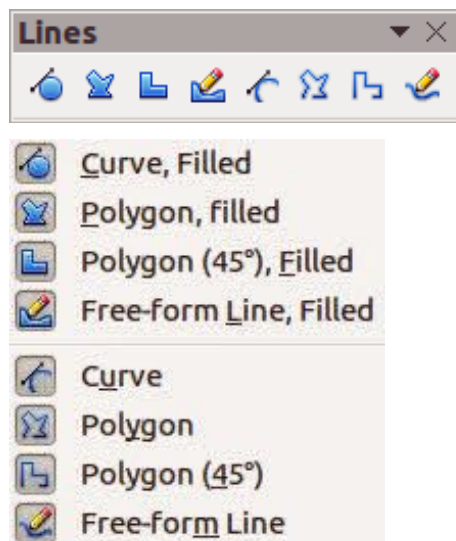 Lines
Curve, Filled
Polygon, filled
Polygon (45°), Filled
Free-form Line, Filled
Curve
Polygon
Polygon (45°)
Free-form Line